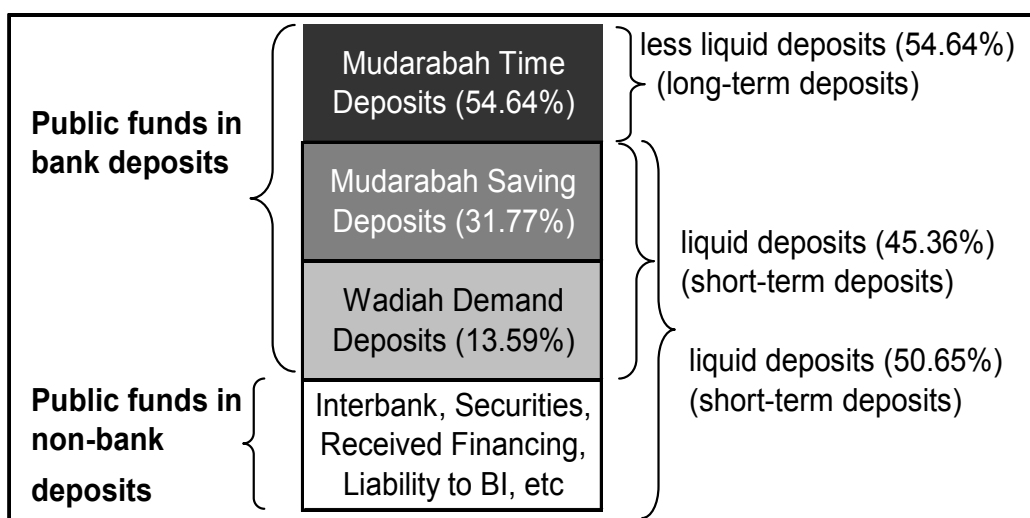 Public funds in
bank deposits
Public funds in
non-bank
deposits
Mudarabah Time
Deposits (54.64%)
Mudarabah Saving
Deposits (31.77%)
Wadiah Demand
Deposits (13.59%)
Interbank, Securities,
Received Financing,
Liability to BI, etc
less liquid deposits (54.64%)
(long-term deposits)
liquid deposits (45.36%)
(short-term deposits)
liquid deposits (50.65%)
(short-term deposits)